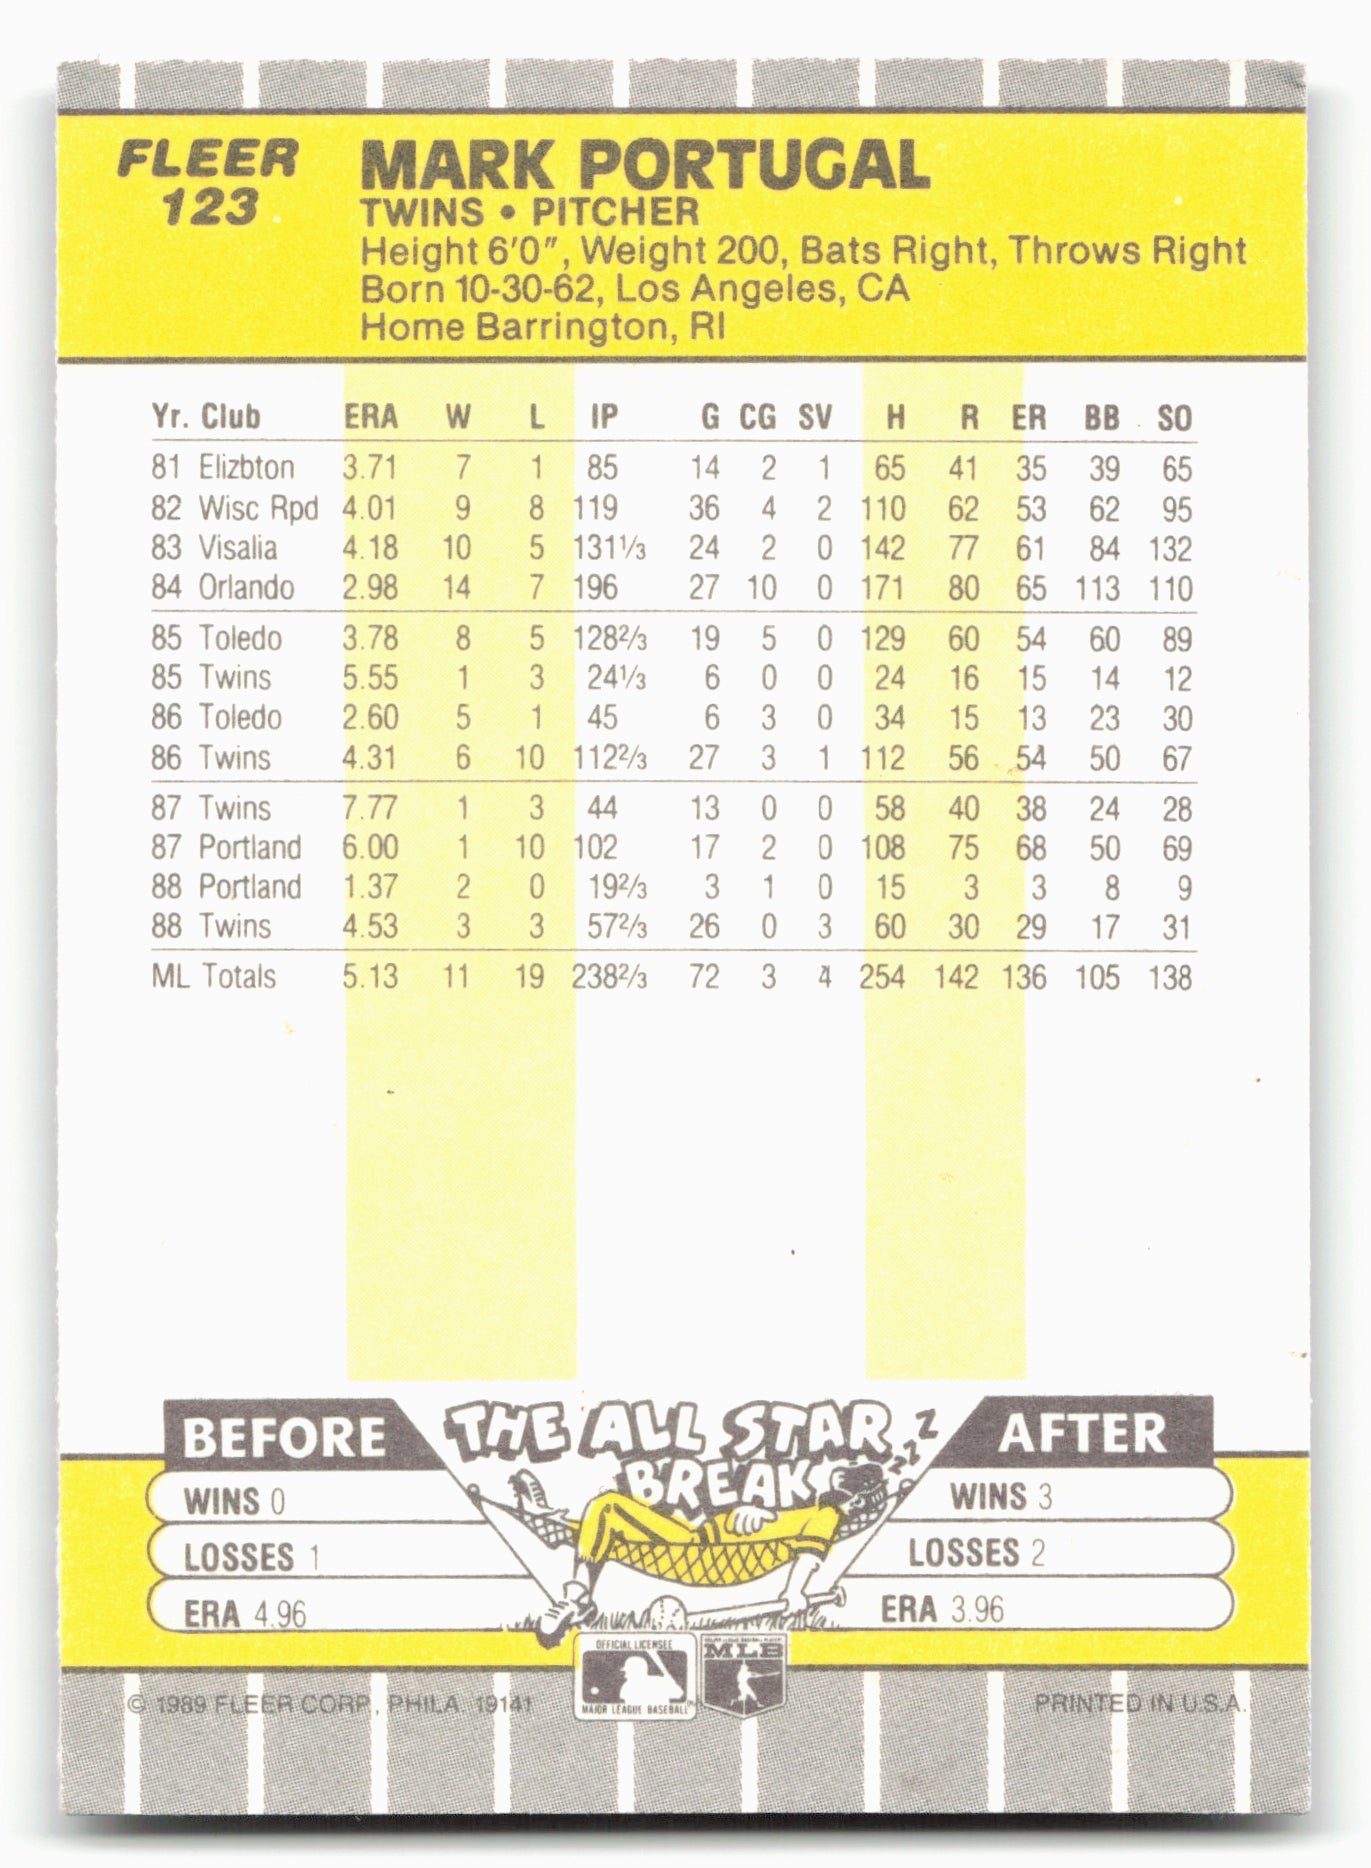 FLEER
123
MARK PORTUGAL
TWINS • PITCHER
Height 6'0", Weight 200, Bats Right, Throws Right
Born 10-30-62, Los Angeles, CA
Home Barrington, RI
Yr. Club ERA W L IP G CG SV H R ER BB SO
81 Elizbton 3.71 7 1 85 14 2 1 65 41 35 39 65
82 Wisc Rpd 4.01 9 8 119 36 4 2 110 62 53 62 95
83 Visalia 4.18 10 5 131⅓ 24 2 0 142 77 61 84 132
84 Orlando 2.98 14 7 196 27 10 0 171 80 65 113 110
85 Toledo 3.78 8 5 128⅔ 19 5 0 129 60 54 60 89
85 Twins 5.55 1 3 24⅓ 6 0 0 24 16 15 14 12
86 Toledo 2.60 5 1 45 6 3 0 34 15 13 23 30
86 Twins 4.31 6 10 112⅔ 27 3 1 112 56 54 50 67
87 Twins 7.77 1 3 44 13 0 0 58 40 38 24 28
87 Portland 6.00 1 10 102 17 2 0 108 75 68 50 69
88 Portland 1.37 2 0 19⅔ 3 1 0 15 3 3 8 9
88 Twins 4.53 3 3 57⅔ 26 0 3 60 30 29 17 31
ML Totals 5.13 11 19 238⅔ 72 3 4 254 142 136 105 138
BEFORE
THE ALL STAR
BREAK
zzzZ
AFTER
WINS 0
LOSSES 1
ERA 4.96
WINS 3
LOSSES 2
ERA 3.96
OFFICIAL LICENSEE
MAJOR LEAGUE BASEBALL
MLB
© 1989 FLEER CORP., PHILA. 19141
PRINTED IN U.S.A.